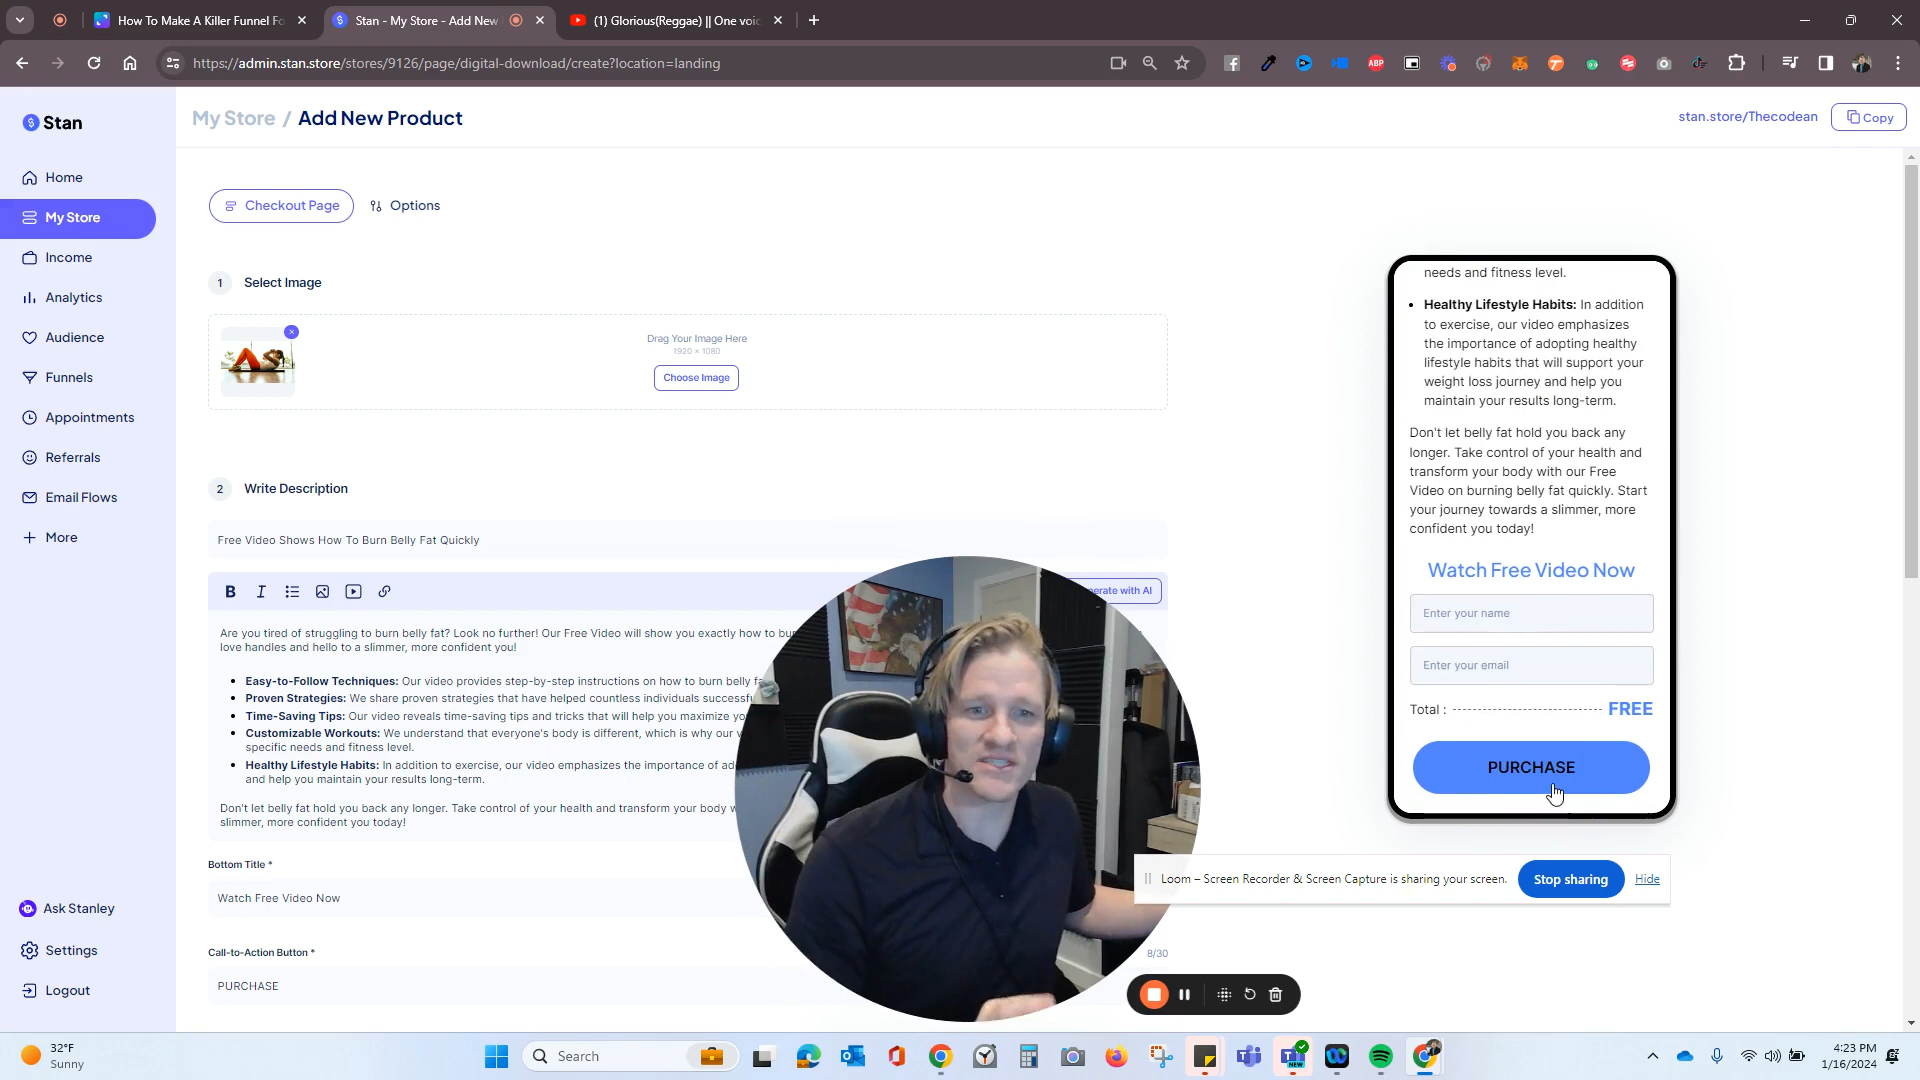 How To Make A Killer Funnel Fo
Stan - My Store - Add New
(1) Glorious(Reggae) || One voic
https://admin.stan.store/stores/9126/page/digital-download/create?location=landing
ABP
Stan
My Store / Add New Product
stan.store/Thecodean
Copy
Home
My Store
Income
Analytics
Audience
Funnels
Appointments
Referrals
Email Flows
More
Ask Stanley
Settings
Logout
Checkout Page
Options
1 Select Image
Drag Your Image Here
1920 × 1080
Choose Image
2 Write Description
Free Video Shows How To Burn Belly Fat Quickly
B I
erate with AI
Are you tired of struggling to burn belly fat? Look no further! Our Free Video will show you exactly how to bur
love handles and hello to a slimmer, more confident you!
• Easy-to-Follow Techniques: Our video provides step-by-step instructions on how to burn belly fa
• Proven Strategies: We share proven strategies that have helped countless individuals successfu
• Time-Saving Tips: Our video reveals time-saving tips and tricks that will help you maximize yo
• Customizable Workouts: We understand that everyone's body is different, which is why our v
specific needs and fitness level.
• Healthy Lifestyle Habits: In addition to exercise, our video emphasizes the importance of ad
and help you maintain your results long-term.
Don't let belly fat hold you back any longer. Take control of your health and transform your body w
slimmer, more confident you today!
Bottom Title *
Watch Free Video Now
Call-to-Action Button *
8/30
PURCHASE
needs and fitness level.
• Healthy Lifestyle Habits: In addition
to exercise, our video emphasizes
the importance of adopting healthy
lifestyle habits that will support your
weight loss journey and help you
maintain your results long-term.
Don't let belly fat hold you back any
longer. Take control of your health and
transform your body with our Free
Video on burning belly fat quickly. Start
your journey towards a slimmer, more
confident you today!
Watch Free Video Now
Enter your name
Enter your email
Total : FREE
PURCHASE
Loom – Screen Recorder & Screen Capture is sharing your screen.
Stop sharing
Hide
32°F
Sunny
Search
NEW
4:23 PM
1/16/2024